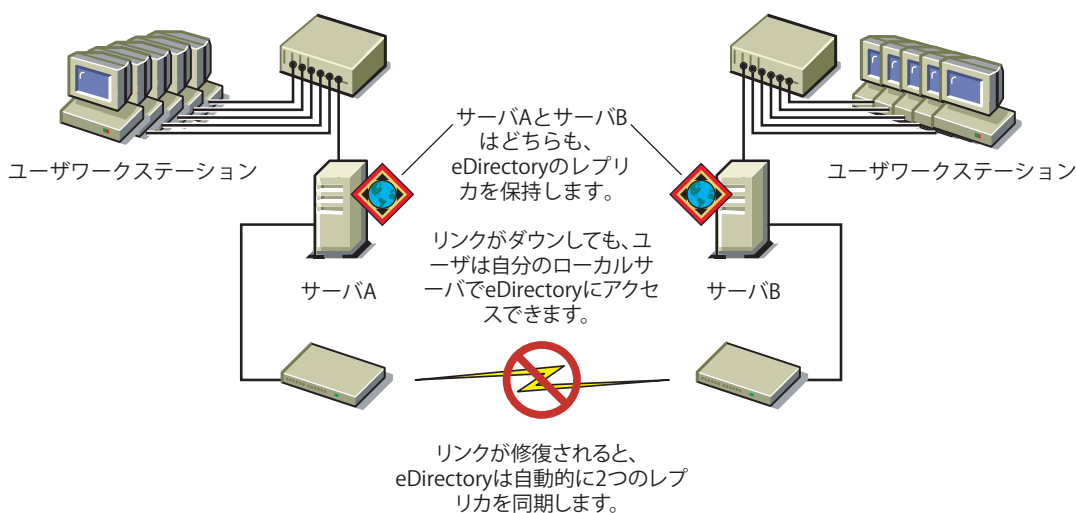 サーバAとサーバB
はどちらも、
eDirectoryのレプリ
カを保持します。
ユーザワークステーション
ユーザワークステーション
リンクがダウンしても、ユ
ーザは自分のローカルサ
ーバでeDirectoryにアクセ
スできます。
サーバA
サーバB
リンクが修復されると、
eDirectoryは自動的に2つのレプ
リカを同期します。